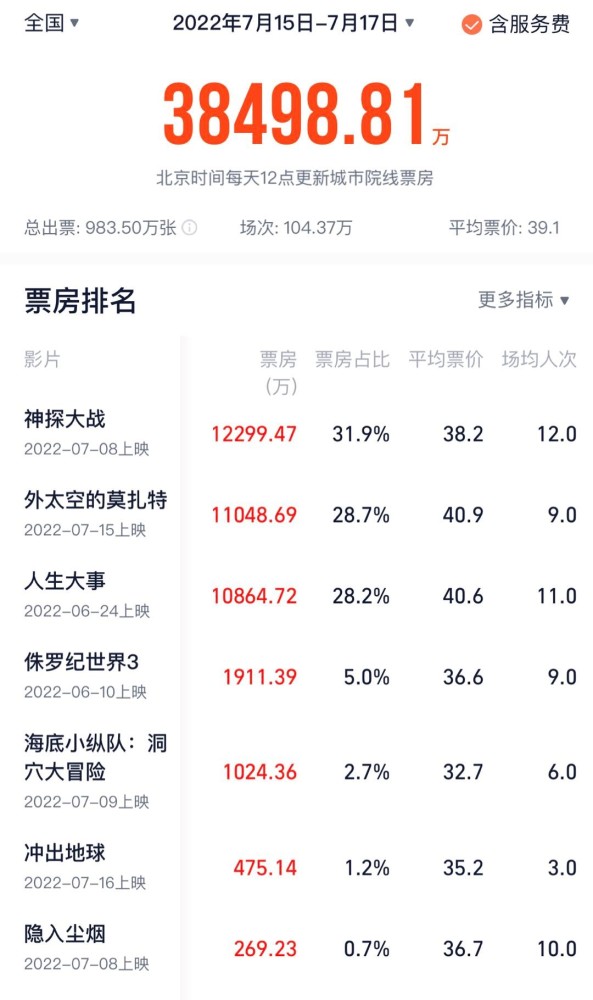 全国▼ 2022年7月15日-7月17日▼ 含服务费
38498.81万
北京时间每天12点更新城市院线票房
总出票: 983.50万张 场次: 104.37万 平均票价: 39.1
票房排名 更多指标▼
影片 票房 票房占比 平均票价 场均人次
(万)
神探大战
12299.47 31.9% 38.2 12.0
2022-07-08上映
外太空的莫扎特
11048.69 28.7% 40.9 9.0
2022-07-15上映
人生大事
10864.72 28.2% 40.6 11.0
2022-06-24上映
侏罗纪世界3
1911.39 5.0% 36.6 9.0
2022-06-10上映
海底小纵队：洞
穴大冒险
1024.36 2.7% 32.7 6.0
2022-07-09上映
冲出地球
475.14 1.2% 35.2 3.0
2022-07-16上映
隐入尘烟
269.23 0.7% 36.7 10.0
2022-07-08上映